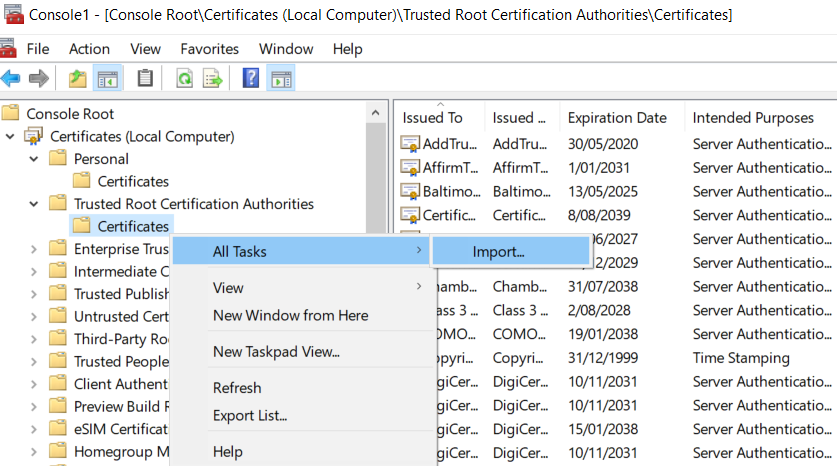 Console1 - [Console Root\Certificates (Local Computer)\Trusted Root Certification Authorities\Certificates]
File Action View Favorites Window Help
Console Root
Certificates (Local Computer)
Personal
Certificates
Trusted Root Certification Authorities
Certificates
Enterprise Trus
Intermediate C
Trusted Publish
Untrusted Cert
Third-Party Ro
Trusted People
Client Authent
Preview Build R
eSIM Certificat
Homegroup M
All Tasks
Import...
View
New Window from Here
New Taskpad View...
Refresh
Export List...
Help
Issued To Issued ... Expiration Date Intended Purposes
AddTru... AddTru... 30/05/2020 Server Authenticatio...
AffirmT... AffirmT... 1/01/2031 Server Authenticatio...
Baltimo... Baltimo... 13/05/2025 Server Authenticatio...
Certific... Certific... 8/08/2039 Server Authenticatio...
06/2027 Server Authenticatio...
2/2029 Server Authenticatio...
hamb... Chamb... 31/07/2038 Server Authenticatio...
lass 3 ... Class 3 ... 2/08/2028 Server Authenticatio...
OMO... COMO... 19/01/2038 Server Authenticatio...
opyri... Copyri... 31/12/1999 Time Stamping
igiCer... DigiCer... 10/11/2031 Server Authenticatio...
igiCer... DigiCer... 10/11/2031 Server Authenticatio...
igiCer... DigiCer... 15/01/2038 Server Authenticatio...
igiCer... DigiCer... 10/11/2031 Server Authenticatio...